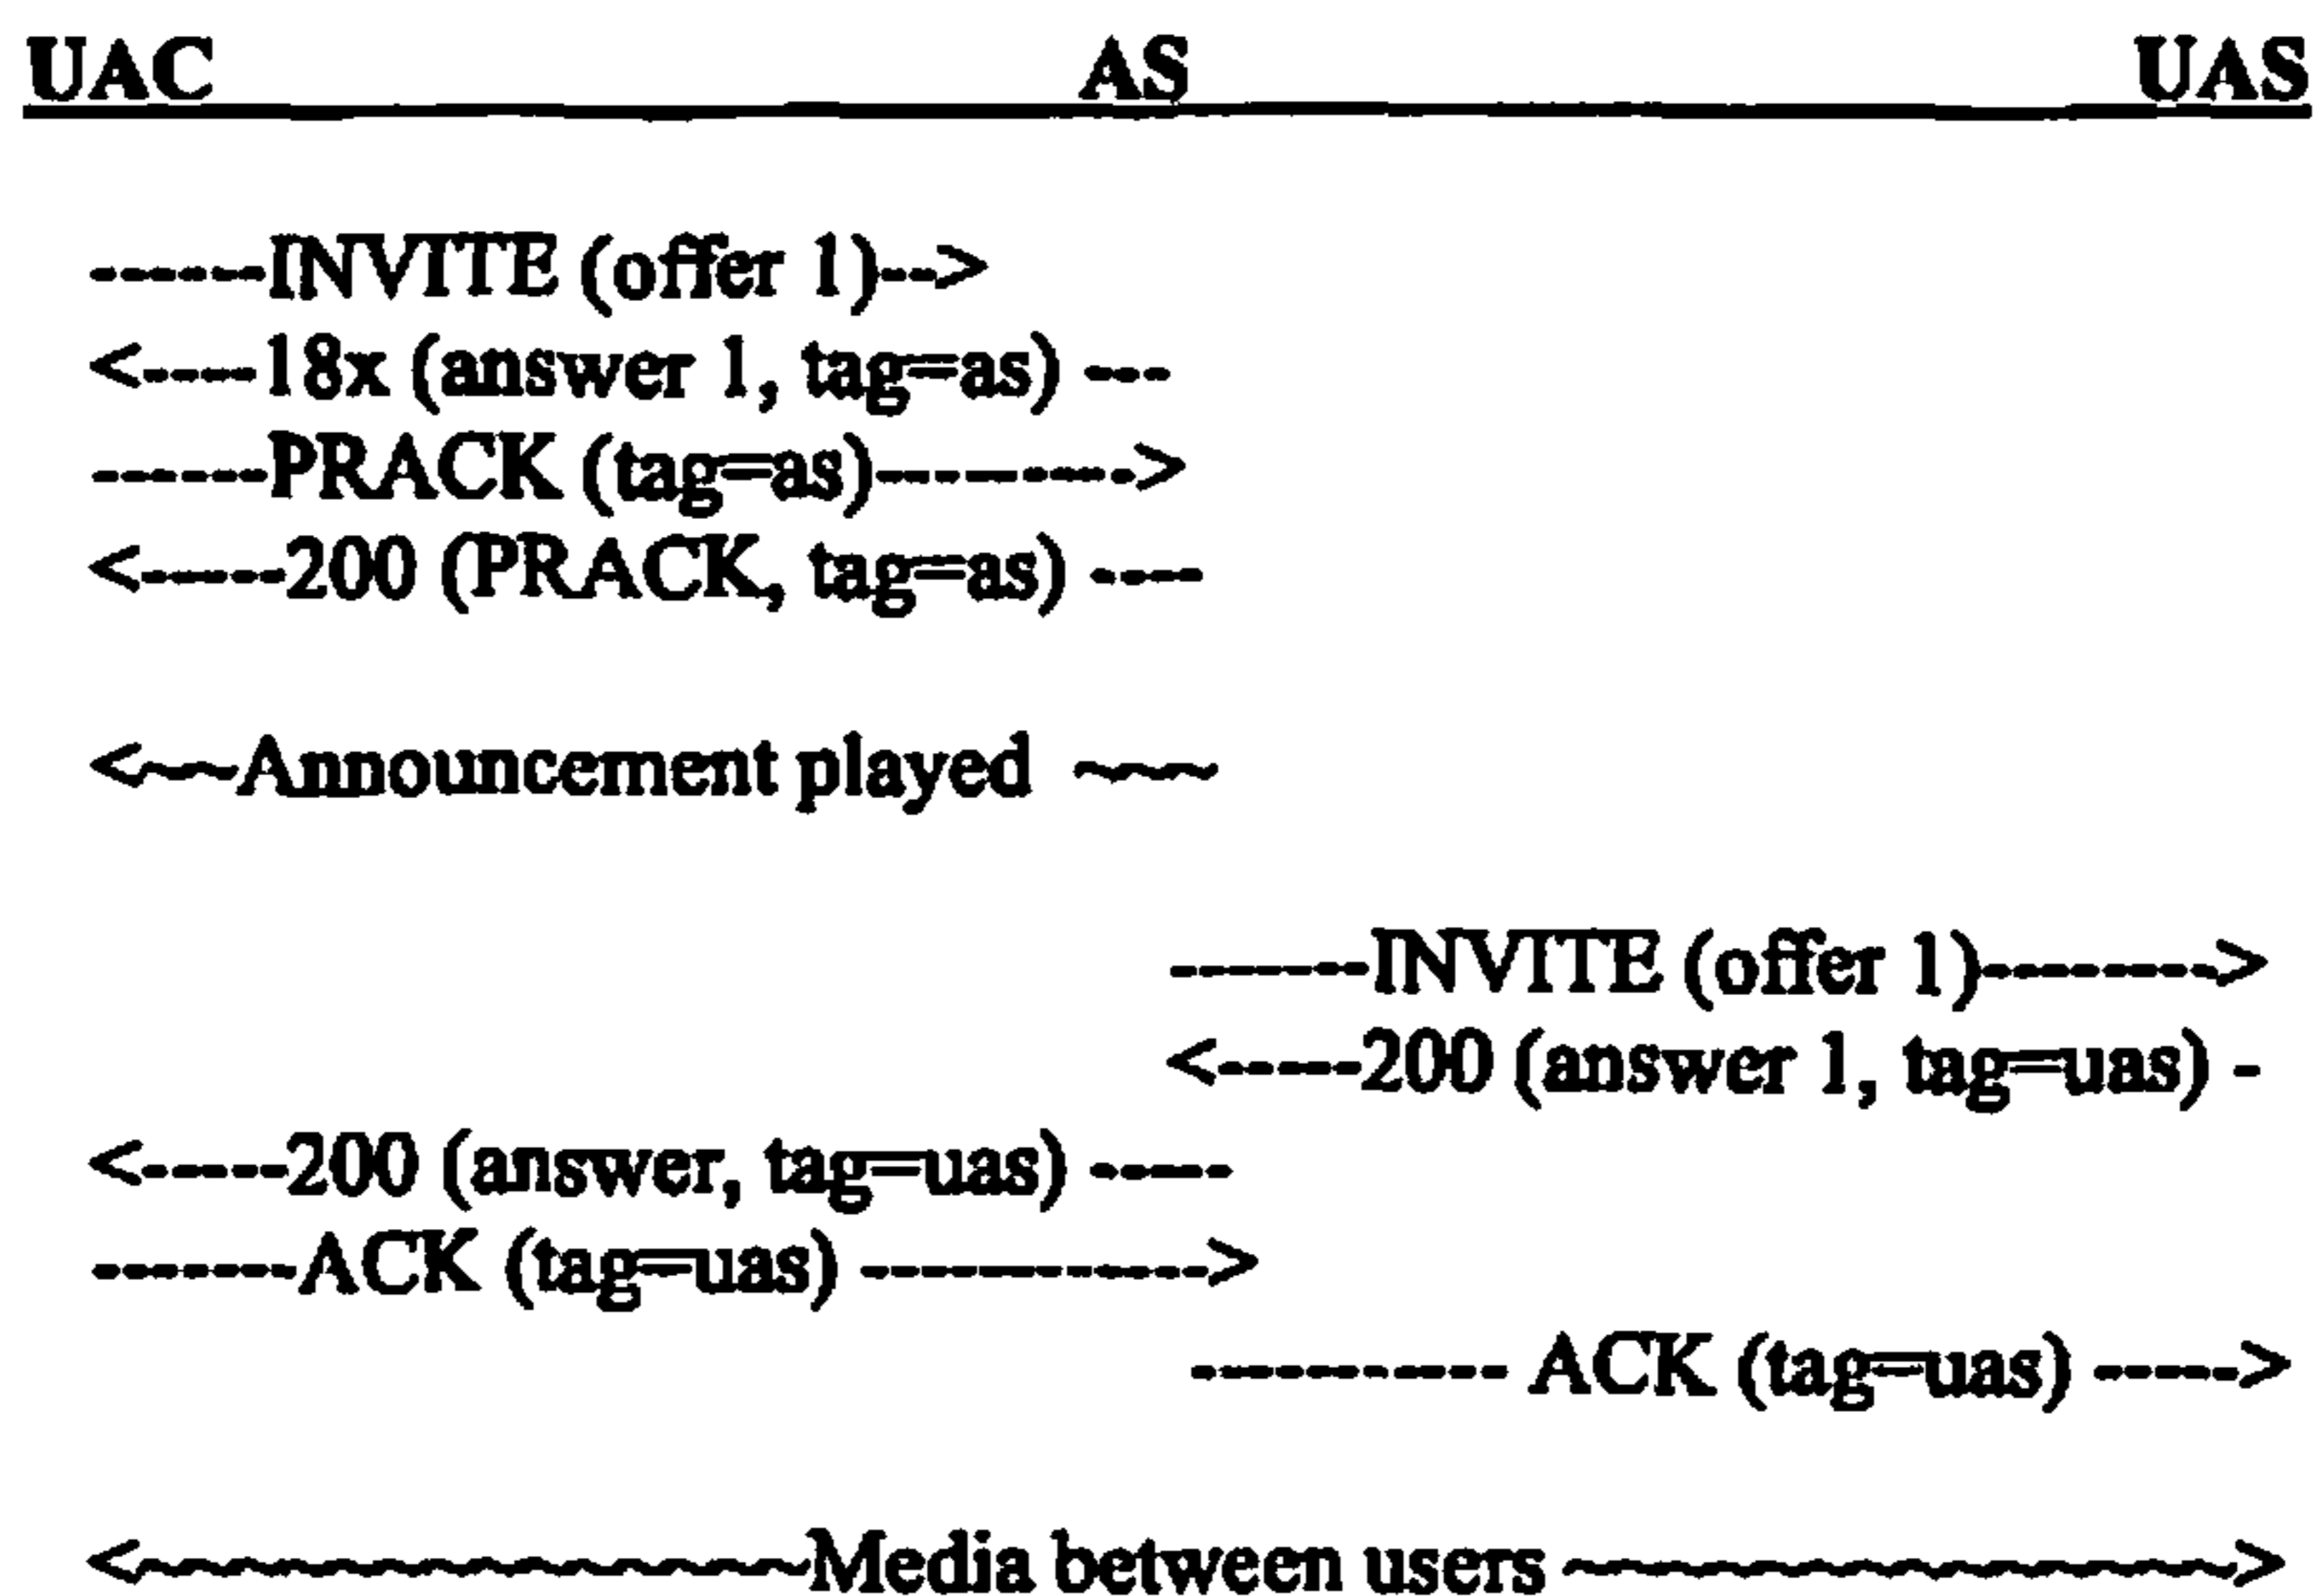 UAC AS UAS
------INVITE (offer 1)-->
<----18x (answer 1, tag=as) ---
------PRACK (tag=as)--------->
<-----200 (PRACK, tag=as) ----
<~~~Announcement played ~~~~
-------INVITE (offer 1)-------->
<-----200 (answer 1, tag=uas) -
<-----200 (answer, tag=uas) -----
-------ACK (tag=uas) ------------>
----------- ACK (tag=uas) ----->
<~~~~~~~~~~~~~~~Media between users ~~~~~~~~~~~~~~~>